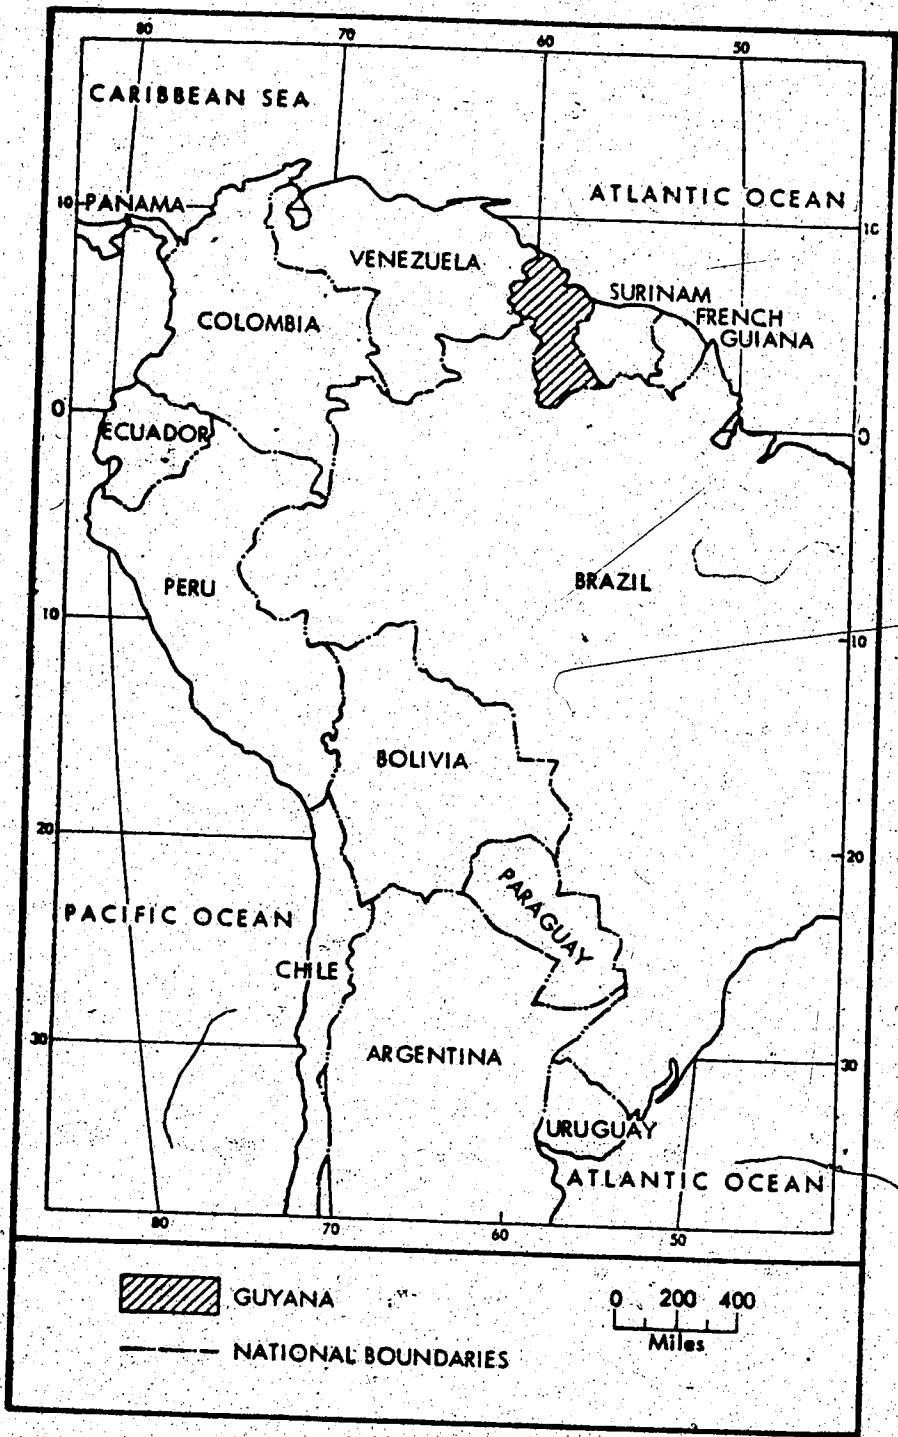 80 70 60 50
CARIBBEAN SEA
ATLANTIC OCEAN
10 PANAMA 10
VENEZUELA
SURINAM
COLOMBIA
FRENCH
GUIANA
0 0
ECUADOR
PERU
BRAZIL
10 10
BOLIVIA
20 20
PARAGUAY
PACIFIC OCEAN
CHILE
30 30
ARGENTINA
URUGUAY
ATLANTIC OCEAN
80 70 60 50
GUYANA
0 200 400
Miles
NATIONAL BOUNDARIES